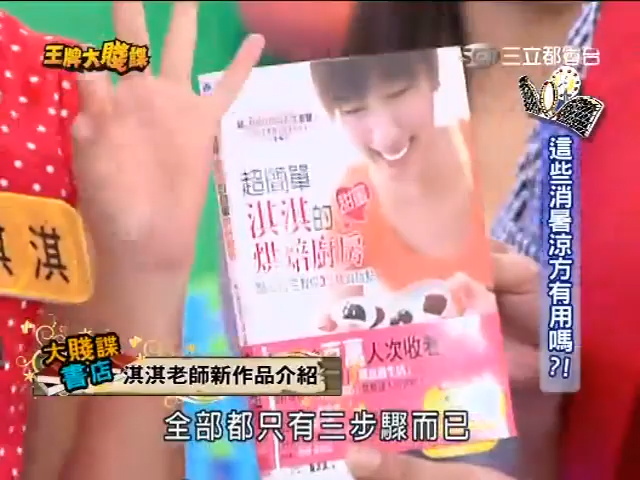 王牌大賤諜
三立都會台
這些消暑涼方有用嗎?!
超簡單
淇淇的
甜蜜
烘焙廚房
人次收看
淇
大賤諜
書店
淇淇老師新作品介紹
全部都只有三步驟而已